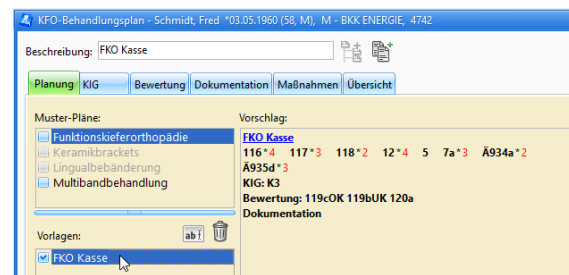 KFO-Behandlungsplan - Schmidt, Fred *03.05.1960 (58, M), M - BKK ENERGIE, 4742
Beschreibung: FKO Kasse
Planung KIG Bewertung Dokumentation Maßnahmen Übersicht
Muster-Pläne:
Funktionskieferorthopädie
Keramikbrackets
Lingualbebänderung
Multibandbehandlung
Vorlagen:
FKO Kasse
Vorschlag:
FKO Kasse
116*4 117*3 118*2 12*4 5 7a*3 Ä934a*2
Ä935d*3
KIG: K3
Bewertung: 119cOK 119bUK 120a
Dokumentation